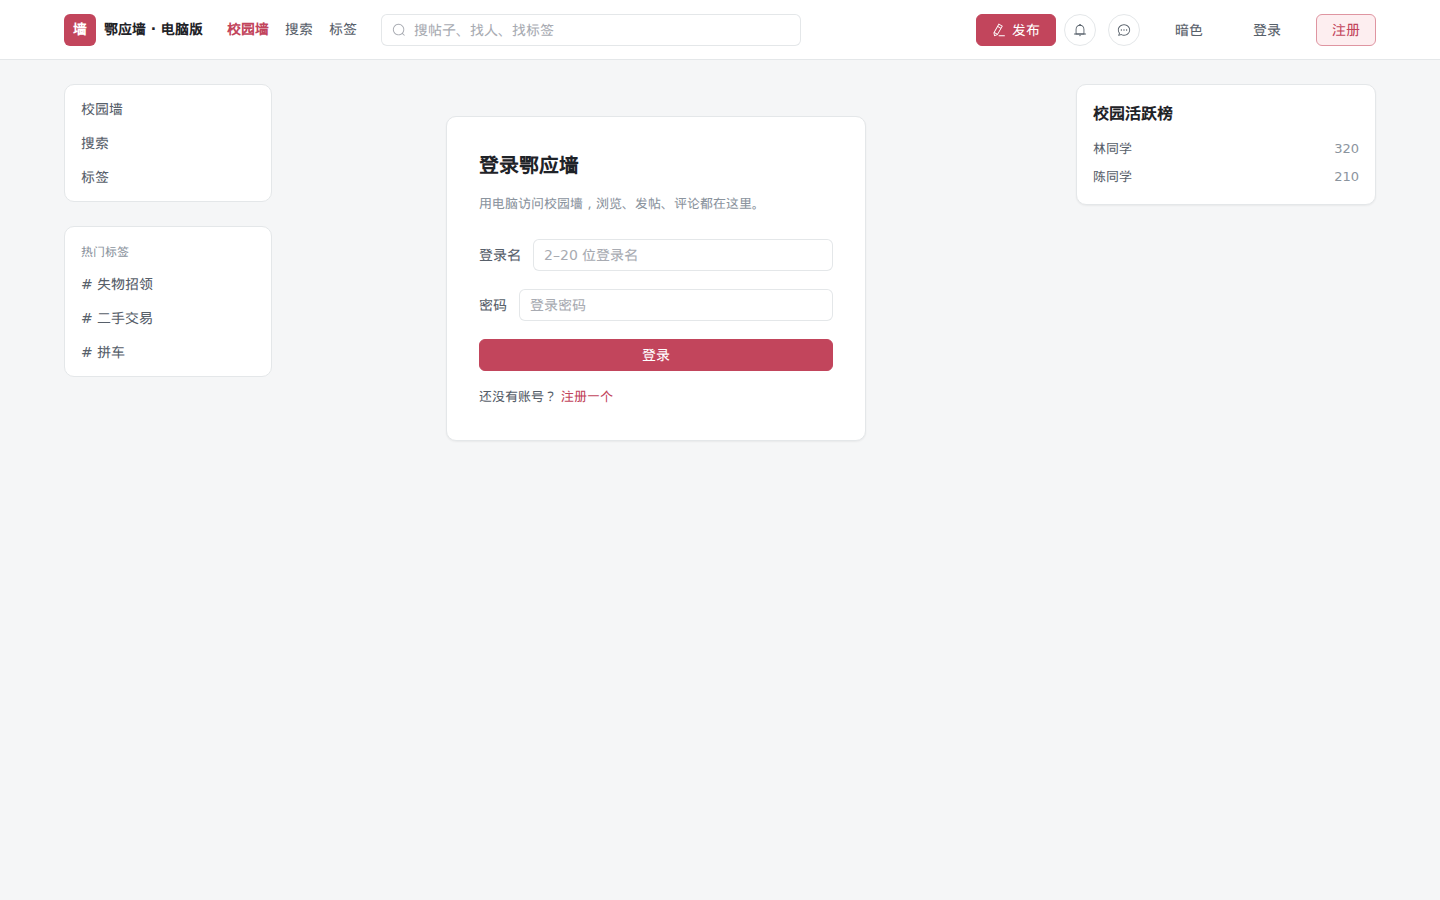 墙 鄂应墙 · 电脑版 校园墙 搜索 标签 搜帖子、找人、找标签 发布 暗色 登录 注册
校园墙
搜索
标签
热门标签
# 失物招领
# 二手交易
# 拼车
登录鄂应墙
用电脑访问校园墙，浏览、发帖、评论都在这里。
登录名 2–20 位登录名
密码 登录密码
登录
还没有账号？ 注册一个
校园活跃榜
林同学 320
陈同学 210